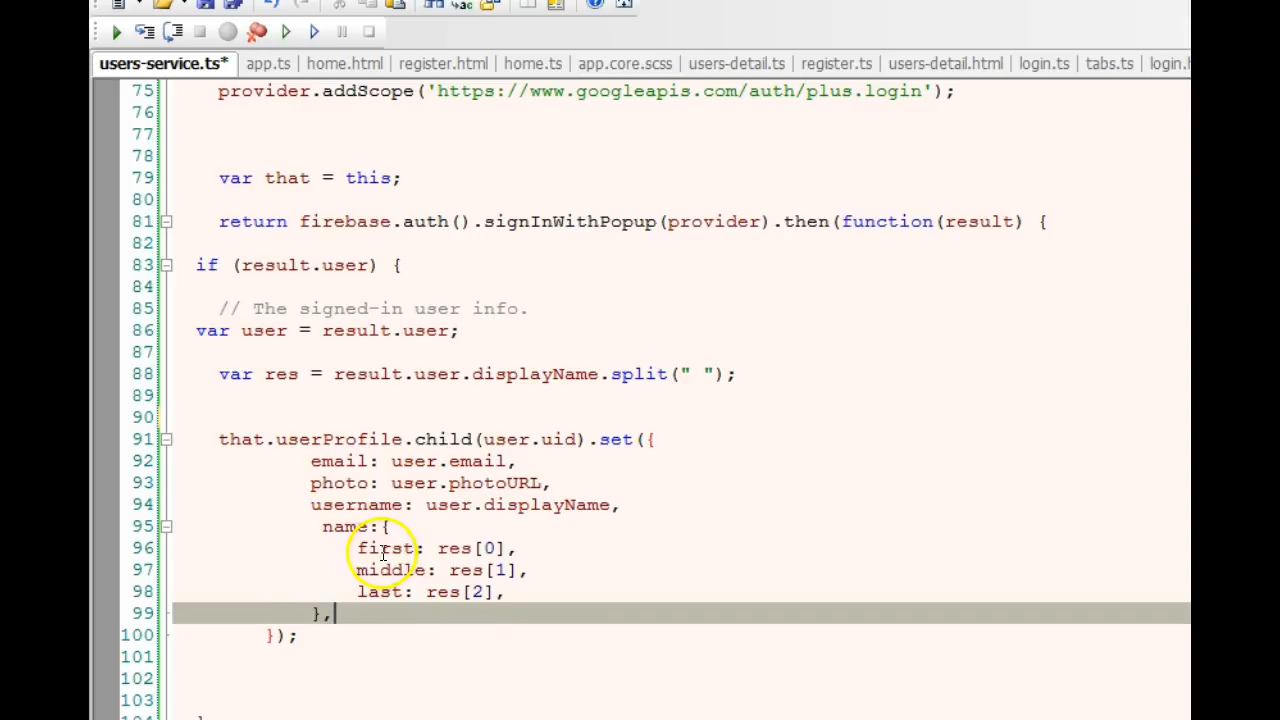 users-service.ts* app.ts home.html register.html home.ts app.core.scss users-detail.ts register.ts users-detail.html login.ts tabs.ts login.h
75 provider.addScope('https://www.googleapis.com/auth/plus.login');
76
77
78
79 var that = this;
80
81 return firebase.auth().signInWithPopup(provider).then(function(result) {
82
83 if (result.user) {
84
85 // The signed-in user info.
86 var user = result.user;
87
88 var res = result.user.displayName.split(" ");
89
90
91 that.userProfile.child(user.uid).set({
92 email: user.email,
93 photo: user.photoURL,
94 username: user.displayName,
95 name:{
96 first: res[0],
97 middle: res[1],
98 last: res[2],
99 },
100 });
101
102
103